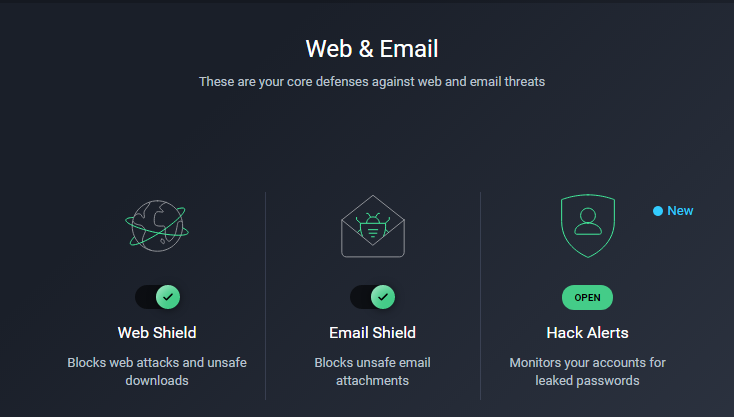 Web & Email
These are your core defenses against web and email threats
New
OPEN
Web Shield
Email Shield
Hack Alerts
Blocks web attacks and unsafe
downloads
Blocks unsafe email
attachments
Monitors your accounts for
leaked passwords